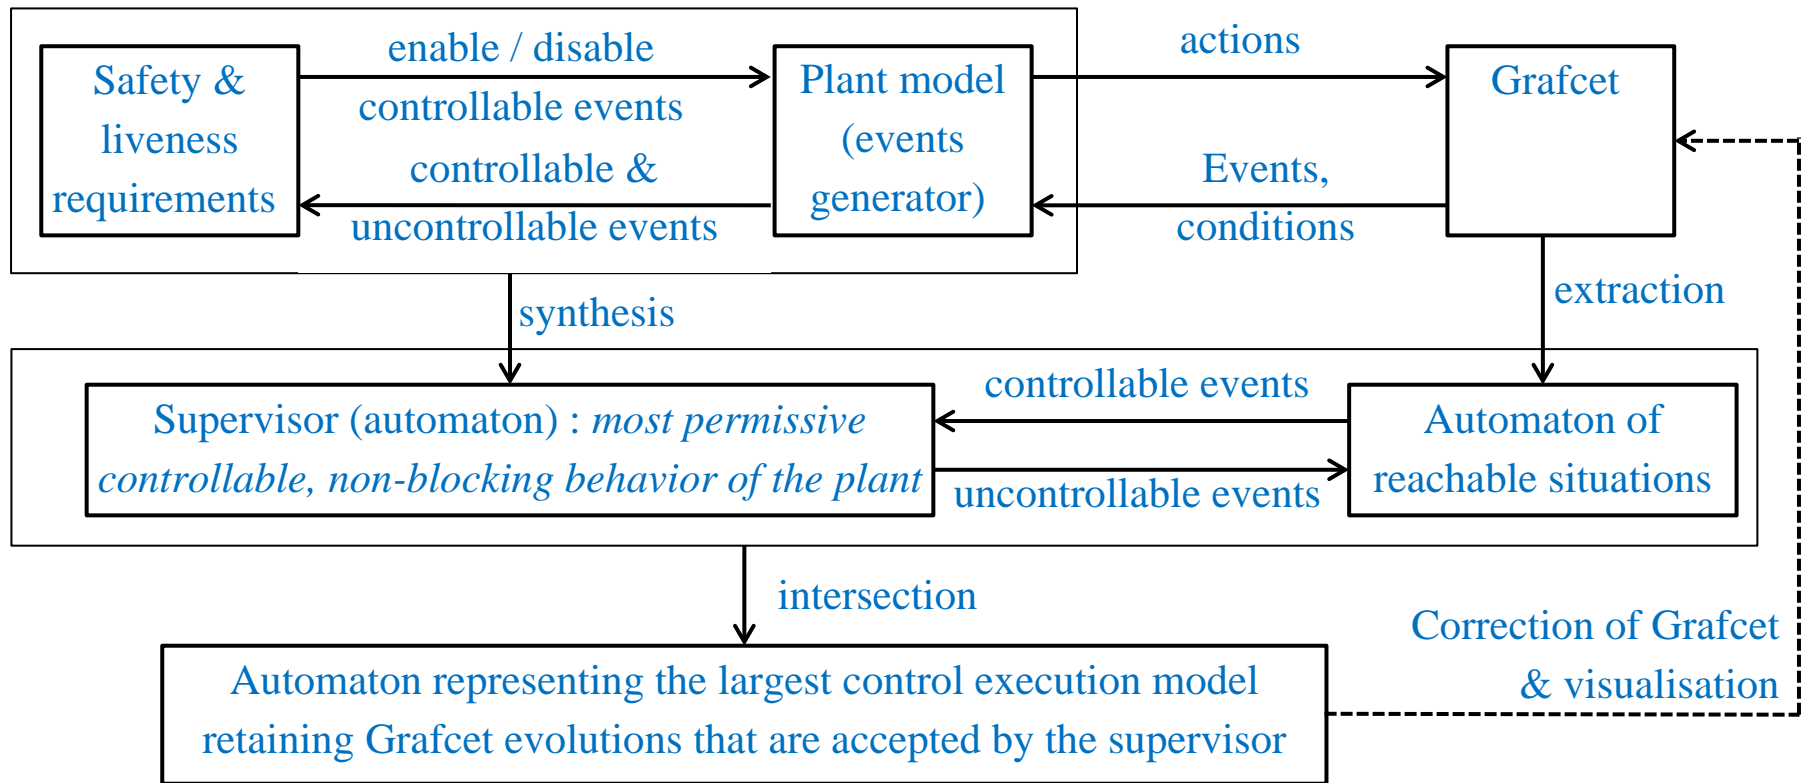 Safety &
liveness
requirements
enable / disable
controllable events
controllable &
uncontrollable events
Plant model
(events
generator)
actions
Events,
conditions
Grafcet
synthesis
extraction
Supervisor (automaton) : most permissive
controllable, non-blocking behavior of the plant
controllable events
uncontrollable events
Automaton of
reachable situations
intersection
Correction of Grafcet
& visualisation
Automaton representing the largest control execution model
retaining Grafcet evolutions that are accepted by the supervisor